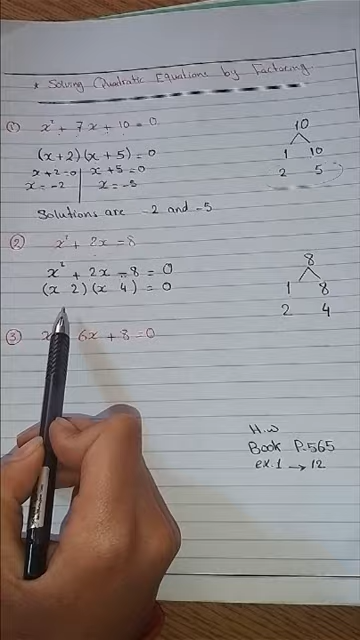 * Solving Quadratic Equations by Factoring.
① x² + 7x + 10 = 0
(x+2)(x+5) = 0
x+2=0 | x+5=0
x=-2 | x=-5
Solutions are -2 and -5
10
1 10
2 5
② x² + 2x = 8
x² + 2x - 8 = 0
(x 2)(x 4) = 0
8
1 8
2 4
③ x 6x + 8 = 0
H.W
Book P.565
ex.1 → 12